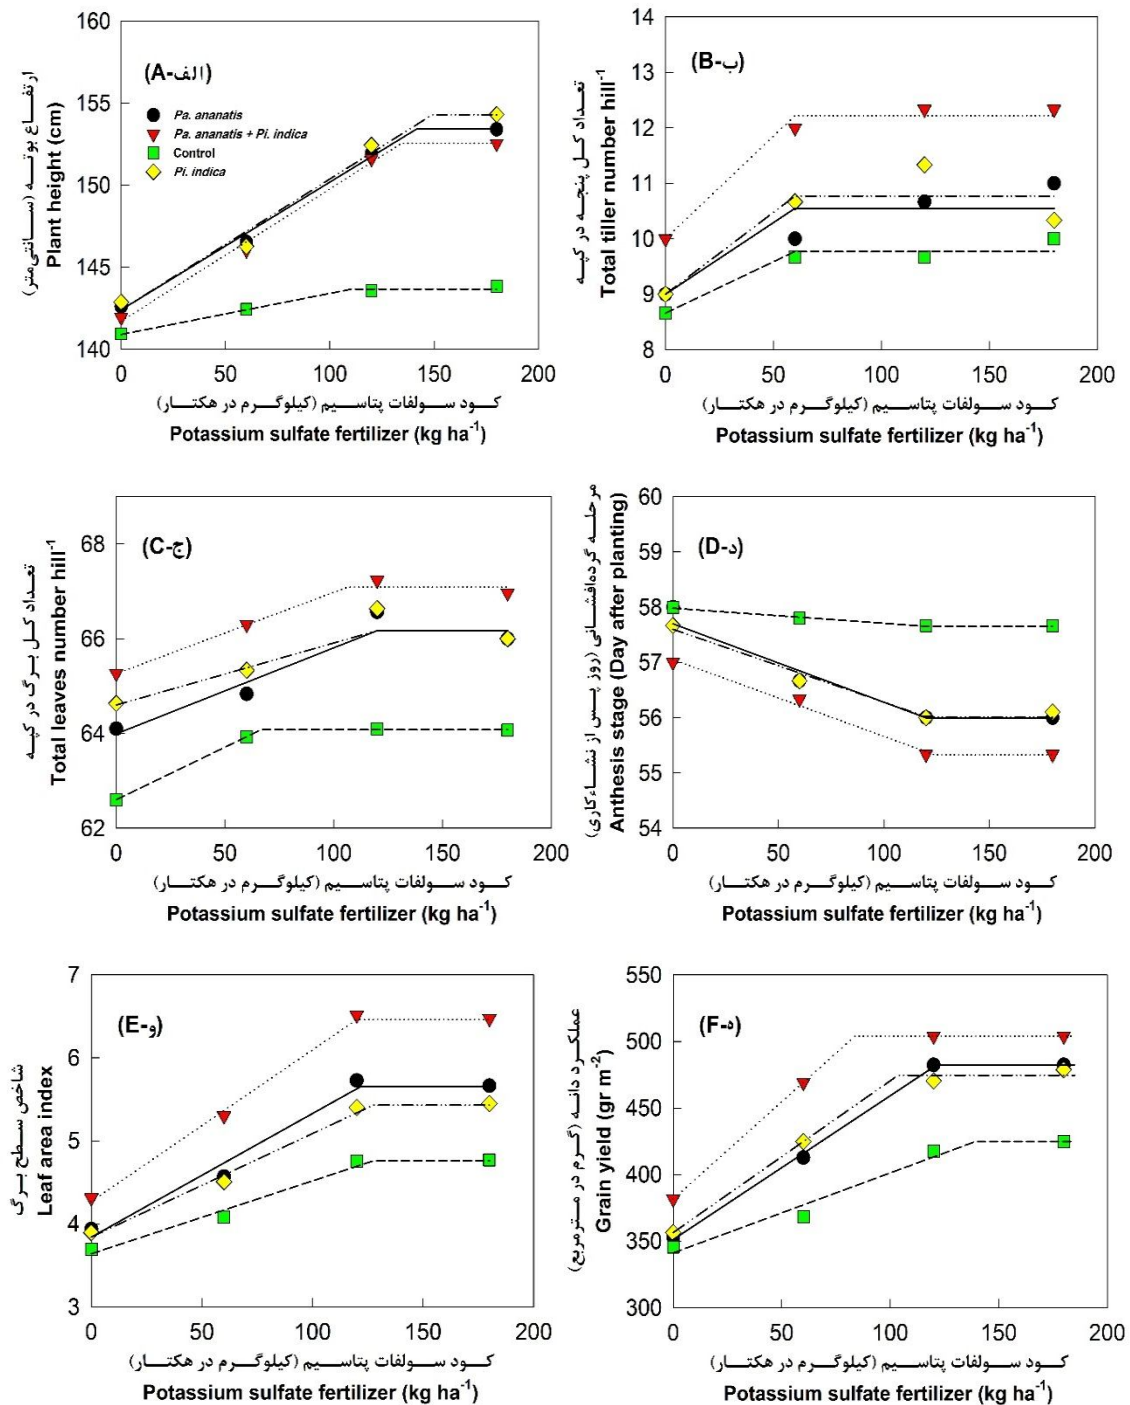 160
155
150
145
140
ارتفاع بوته (سانتی‌متر)
Plant height (cm)
(A-الف)
Pa. ananatis
Pa. ananatis + Pi. indica
Control
Pi. indica
0 50 100 150 200
کود سولفات پتاسیم (کیلوگرم در هکتار)
Potassium sulfate fertilizer (kg ha⁻¹)
14
13
12
11
10
9
8
تعداد کل پنجه در کپه
Total tiller number hill⁻¹
(B-ب)
0 50 100 150 200
کود سولفات پتاسیم (کیلوگرم در هکتار)
Potassium sulfate fertilizer (kg ha⁻¹)
68
66
64
62
تعداد کل برگ در کپه
Total leaves number hill⁻¹
(C-ج)
0 50 100 150 200
کود سولفات پتاسیم (کیلوگرم در هکتار)
Potassium sulfate fertilizer (kg ha⁻¹)
60
59
58
57
56
55
54
مرحله گرده‌افشانی (روز پس از نشاءکاری)
Anthesis stage (Day after planting)
(D-د)
0 50 100 150 200
کود سولفات پتاسیم (کیلوگرم در هکتار)
Potassium sulfate fertilizer (kg ha⁻¹)
7
6
5
4
3
شاخص سطح برگ
Leaf area index
(E-و)
0 50 100 150 200
کود سولفات پتاسیم (کیلوگرم در هکتار)
Potassium sulfate fertilizer (kg ha⁻¹)
550
500
450
400
350
300
عملکرد دانه (گرم در مترمربع)
Grain yield (gr m⁻²)
(F-ه)
0 50 100 150 200
کود سولفات پتاسیم (کیلوگرم در هکتار)
Potassium sulfate fertilizer (kg ha⁻¹)